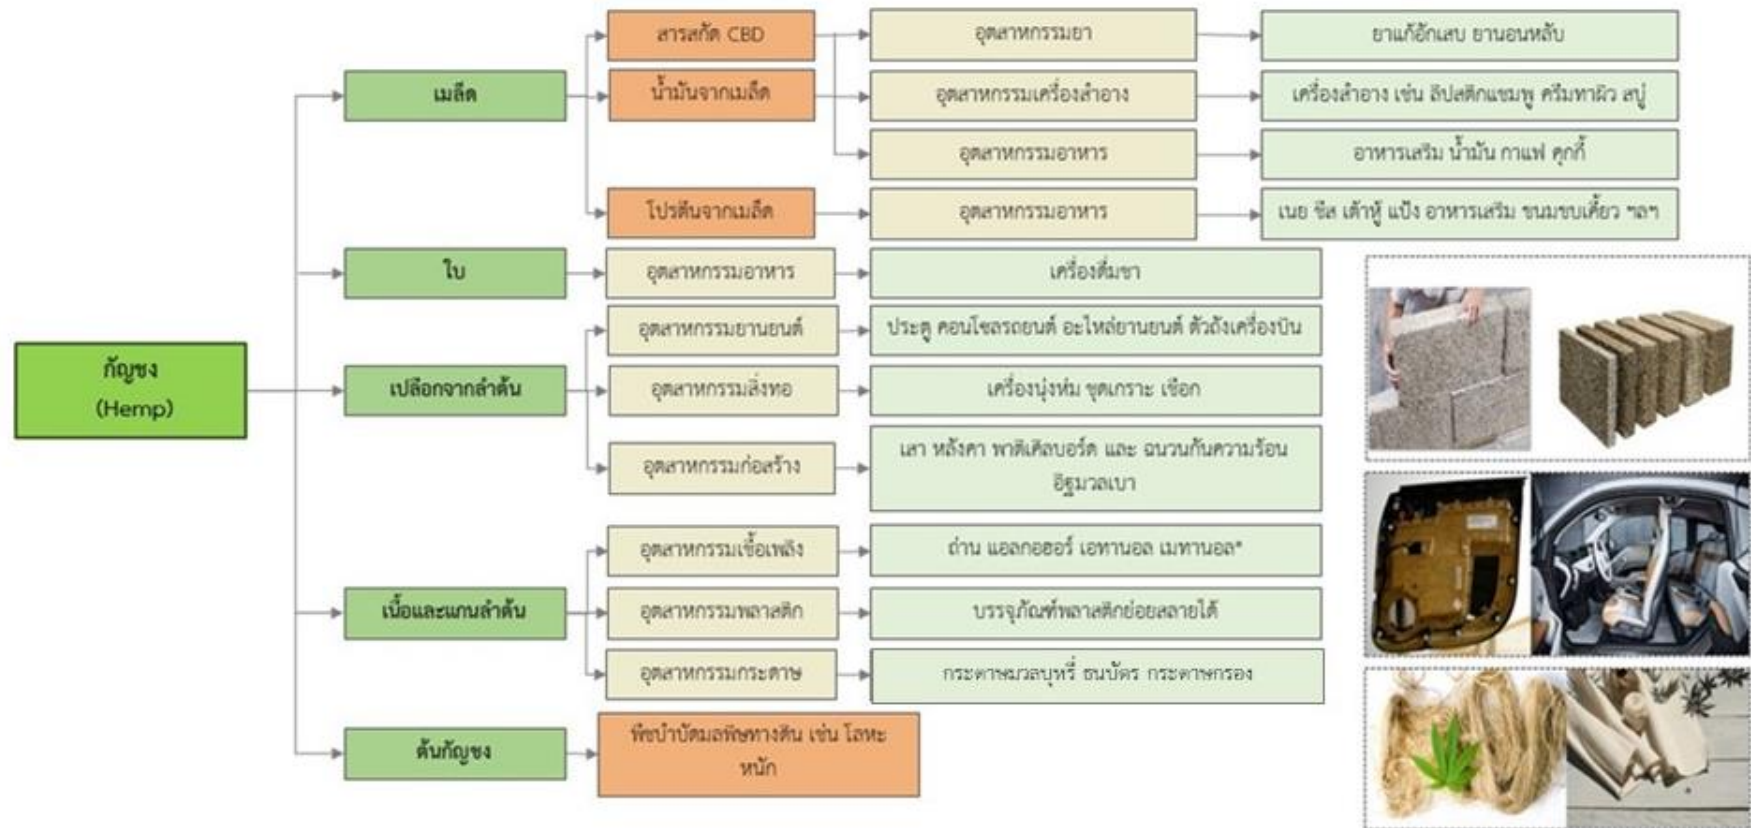 สารสกัด CBD
อุตสาหกรรมยา
ยาแก้อักเสบ ยานอนหลับ
เมล็ด
น้ำมันจากเมล็ด
อุตสาหกรรมเครื่องสำอาง
เครื่องสำอาง เช่น ลิปสติกแชมพู ครีมทาผิว สบู่
อุตสาหกรรมอาหาร
อาหารเสริม น้ำมัน กาแฟ คุกกี้
โปรตีนจากเมล็ด
อุตสาหกรรมอาหาร
เนย ชีส เต้าหู้ แป้ง อาหารเสริม ขนมขบเคี้ยว ฯลฯ
ใบ
อุตสาหกรรมอาหาร
เครื่องดื่มชา
กัญชง
(Hemp)
เปลือกจากลำต้น
อุตสาหกรรมยานยนต์
ประตู คอนโซลรถยนต์ อะไหล่ยานยนต์ ตัวถังเครื่องบิน
อุตสาหกรรมสิ่งทอ
เครื่องนุ่งห่ม ชุดเกราะ เชือก
อุตสาหกรรมก่อสร้าง
เสา หลังคา พาติเคิลบอร์ด และ ฉนวนกันความร้อน
อิฐมวลเบา
เนื้อและแกนลำต้น
อุตสาหกรรมเชื้อเพลิง
ถ่าน แอลกอฮอร์ เอทานอล เมทานอล*
อุตสาหกรรมพลาสติก
บรรจุภัณฑ์พลาสติกย่อยสลายได้
อุตสาหกรรมกระดาษ
กระดาษมวลบุหรี่ ธนบัตร กระดาษกรอง
ต้นกัญชง
พืชบำบัดมลพิษทางดิน เช่น โลหะ
หนัก